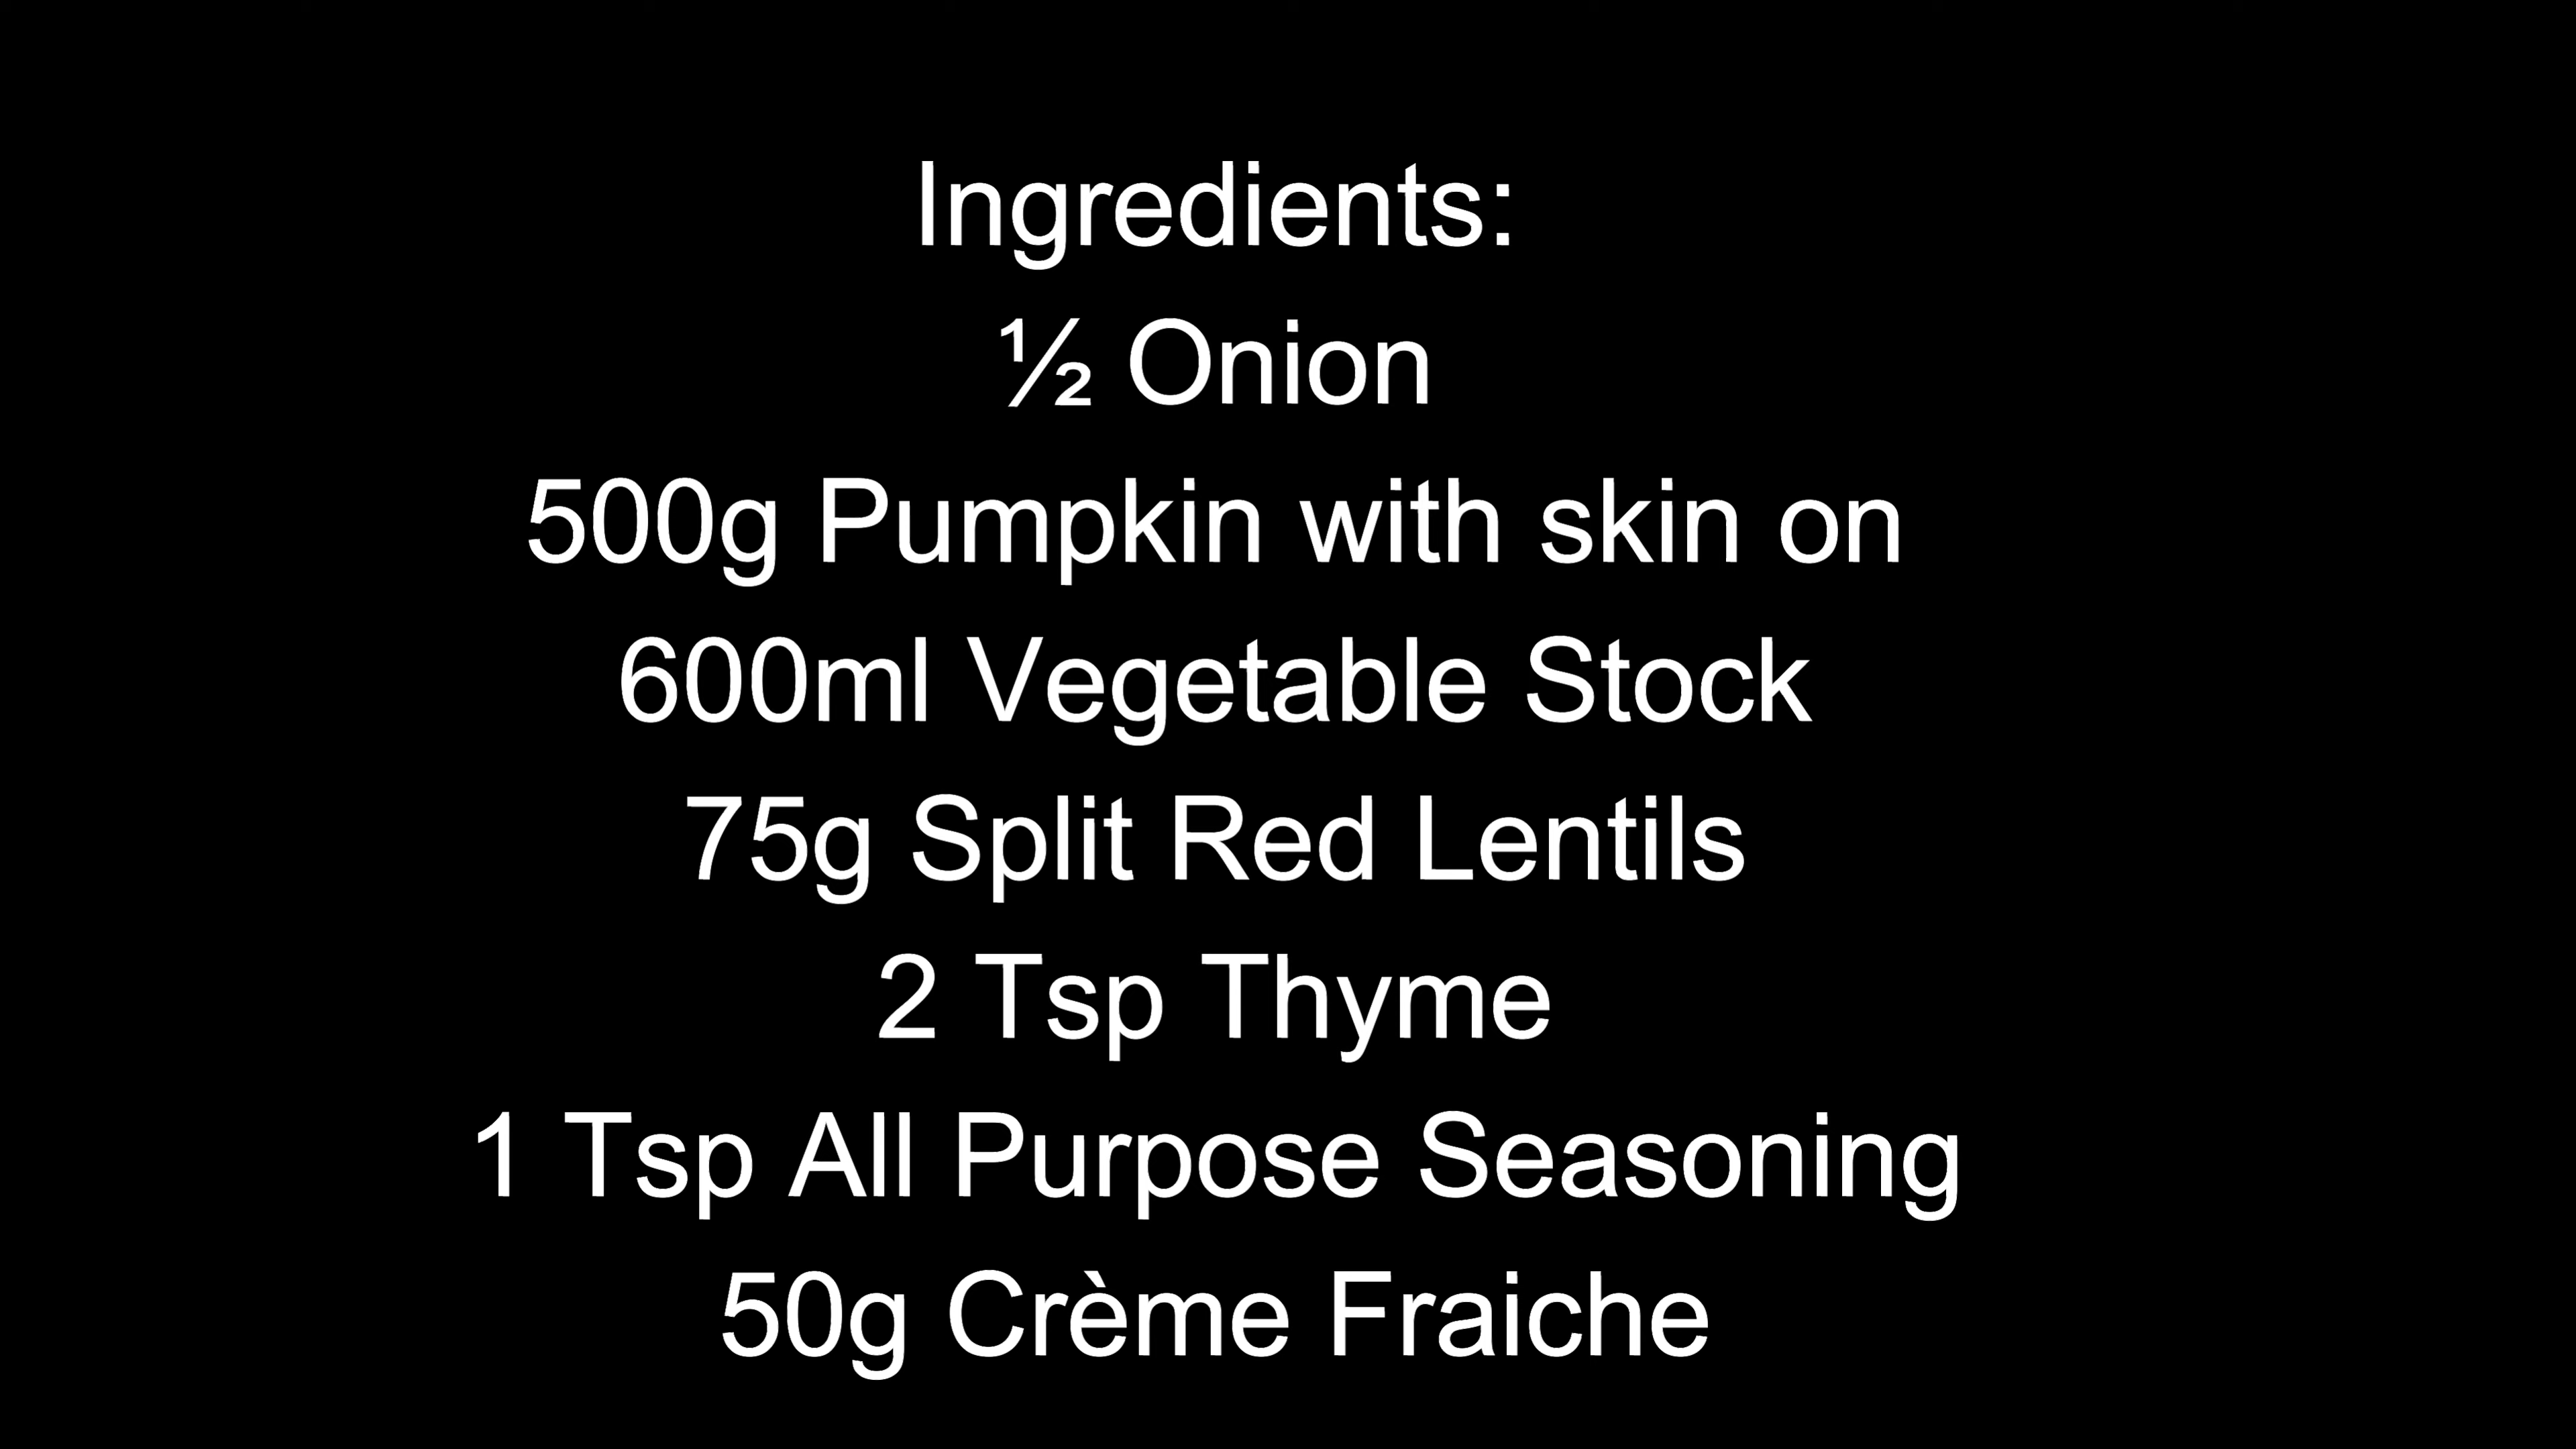 Ingredients:
½ Onion
500g Pumpkin with skin on
600ml Vegetable Stock
75g Split Red Lentils
2 Tsp Thyme
1 Tsp All Purpose Seasoning
50g Crème Fraiche